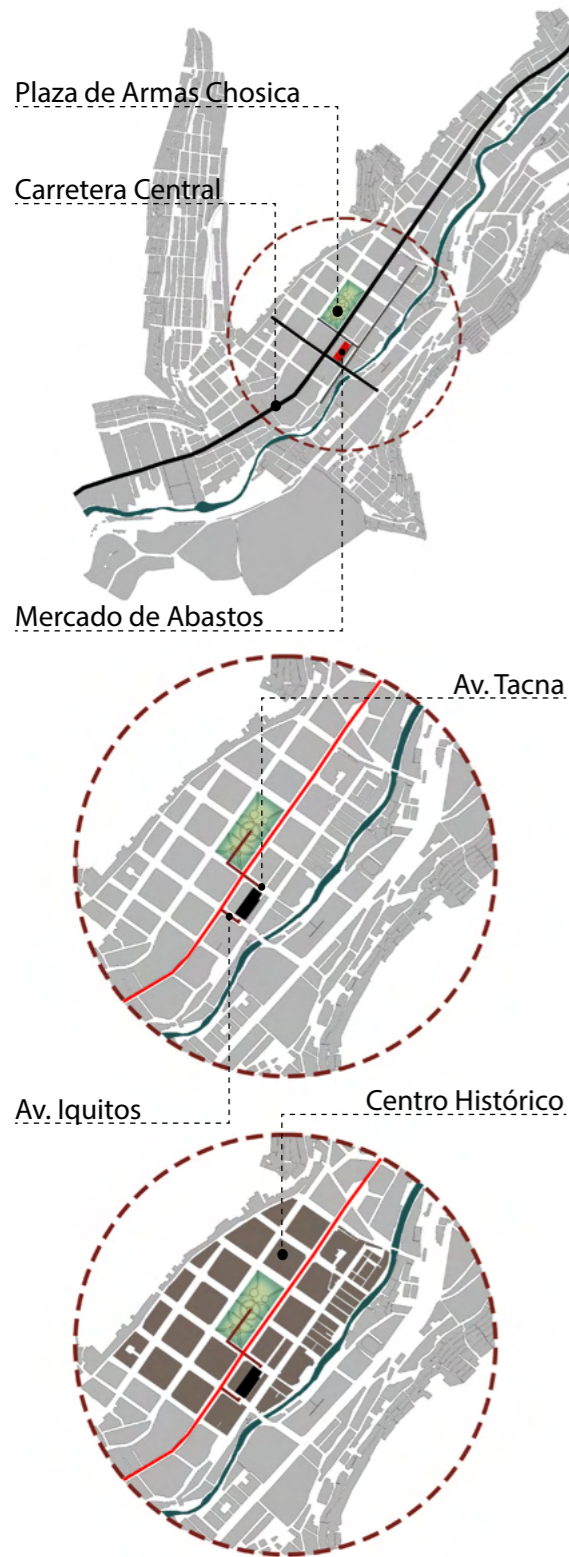 Plaza de Armas Chosica
Carretera Central
Mercado de Abastos
Av. Tacna
Av. Iquitos
Centro Histórico